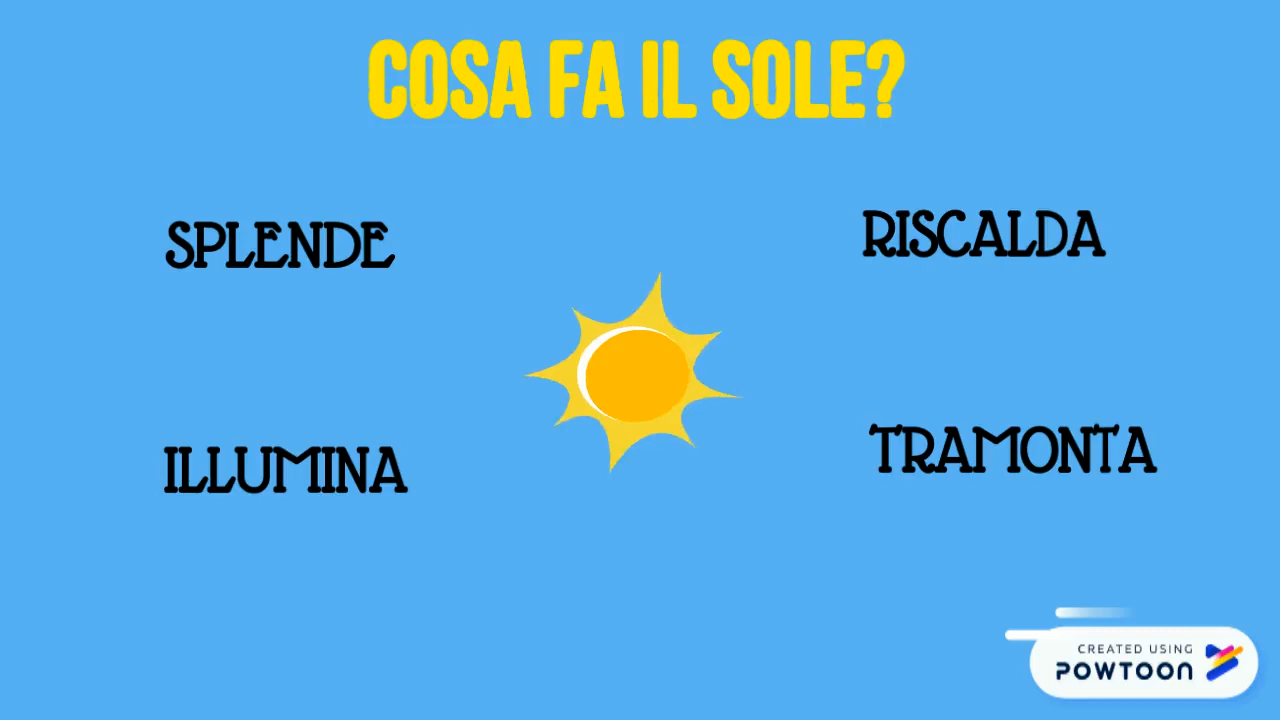 COSA FA IL SOLE?
SPLENDE
RISCALDA
ILLUMINA
TRAMONTA
CREATED USING
POWTOON